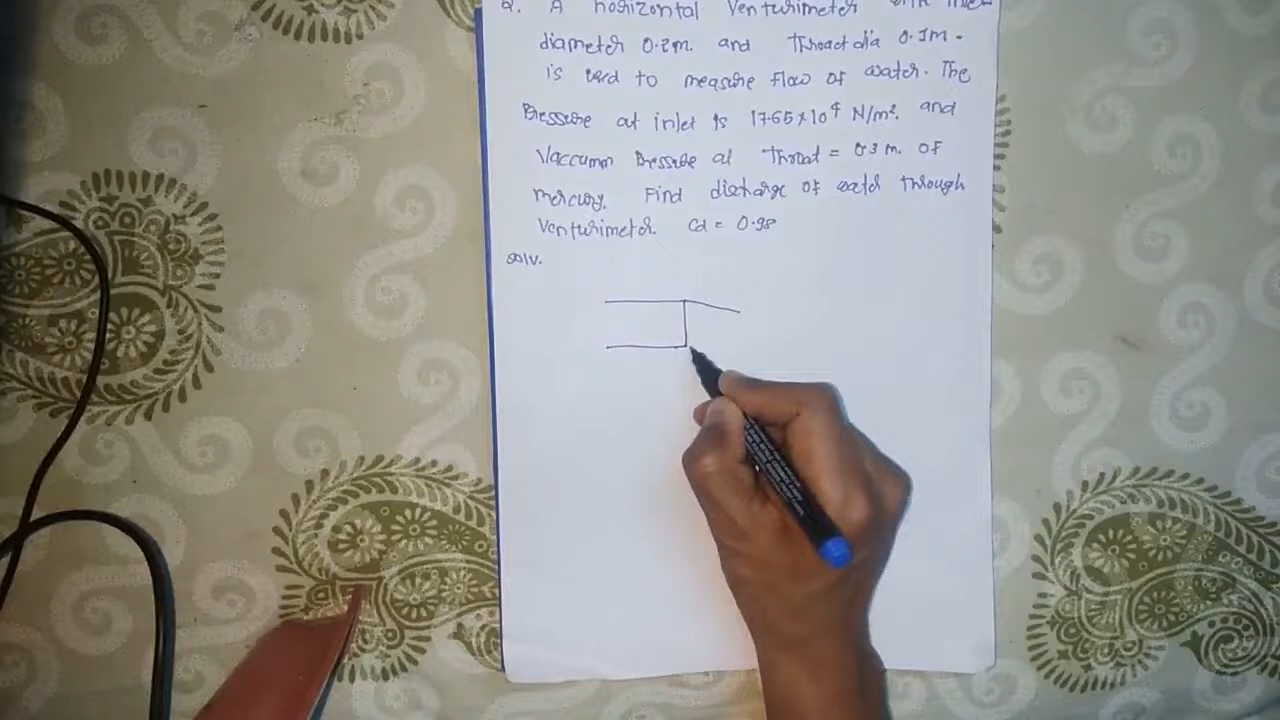 Q. A horizontal Venturimeter with inlet
diameter 0.2m. and Throat dia 0.1m.
is used to measure flow of water. The
Pressure at inlet is 17.65×10⁴ N/m². and
Vaccumm Pressure at Throat = 0.3 m. of
mercury. Find discharge of water through
Venturimeter. Cd = 0.98
solv.